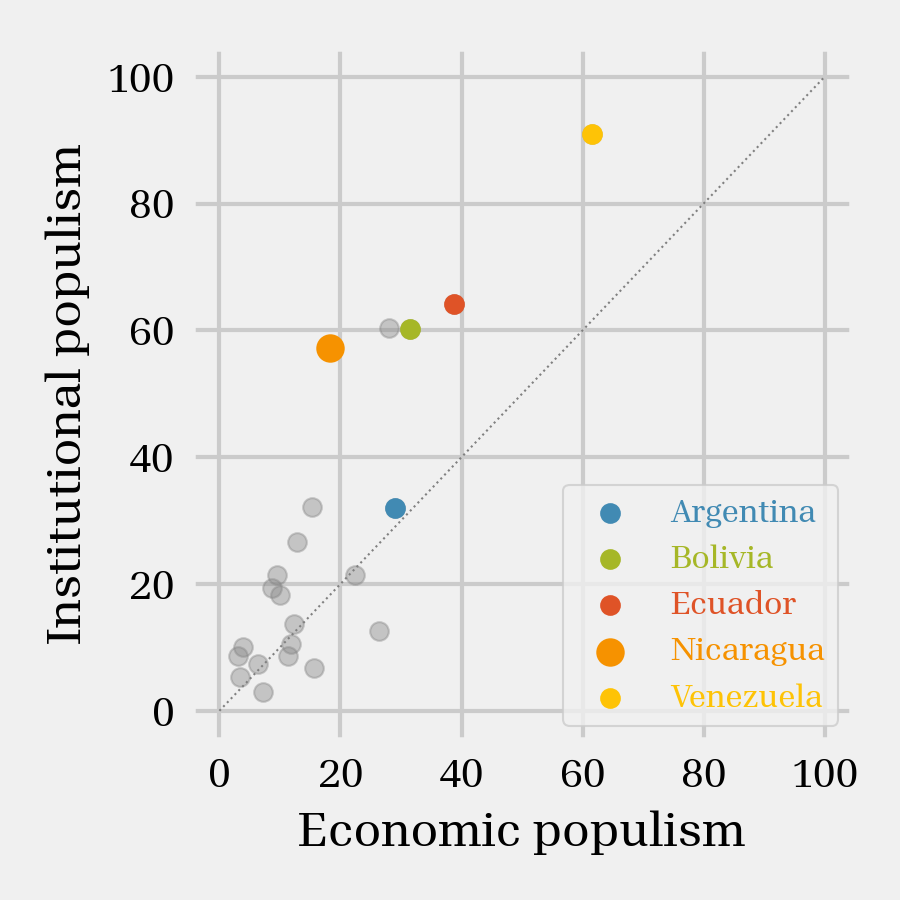 100
80
60
40
20
0
Institutional populism
Argentina
Bolivia
Ecuador
Nicaragua
Venezuela
0 20 40 60 80 100
Economic populism